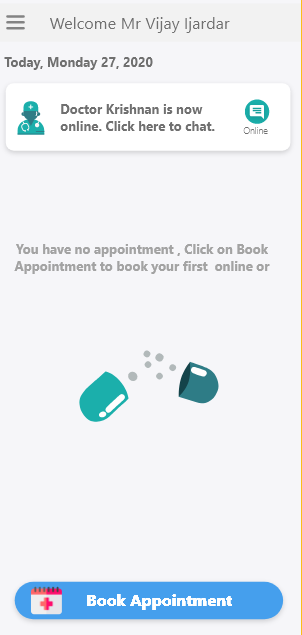 Welcome Mr Vijay Ijardar
Today, Monday 27, 2020
Doctor Krishnan is now
online. Click here to chat.
Online
You have no appointment , Click on Book
Appointment to book your first online or
Book Appointment